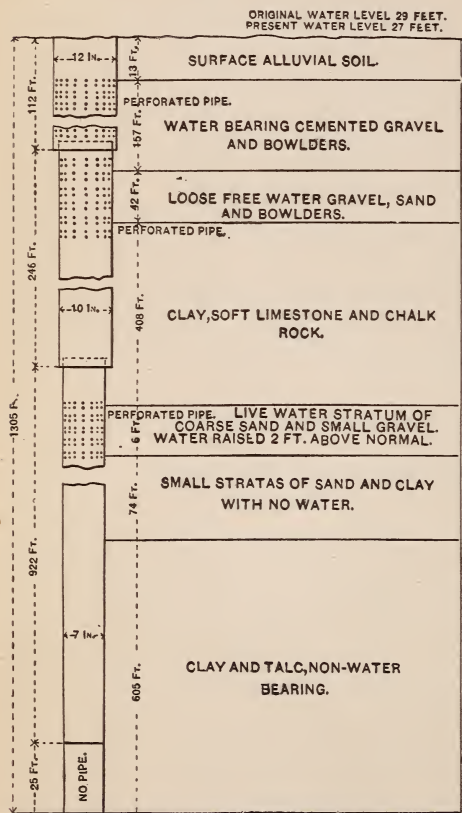 ORIGINAL WATER LEVEL 29 FEET.
PRESENT WATER LEVEL 27 FEET.
12 IN.
13 FT.
SURFACE ALLUVIAL SOIL.
112 FT.
PERFORATED PIPE.
157 FT.
WATER BEARING CEMENTED GRAVEL
AND BOWLDERS.
42 FT.
LOOSE FREE WATER GRAVEL, SAND
AND BOWLDERS.
PERFORATED PIPE.
246 FT.
10 IN.
408 FT.
CLAY, SOFT LIMESTONE AND CHALK
ROCK.
1305 F.
PERFORATED PIPE. LIVE WATER STRATUM OF
COARSE SAND AND SMALL GRAVEL.
WATER RAISED 2 FT. ABOVE NORMAL.
6 FT.
SMALL STRATAS OF SAND AND CLAY
WITH NO WATER.
74 FT.
922 FT.
7 IN.
605 FT.
CLAY AND TALC, NON-WATER
BEARING.
25 FT.
NO PIPE.